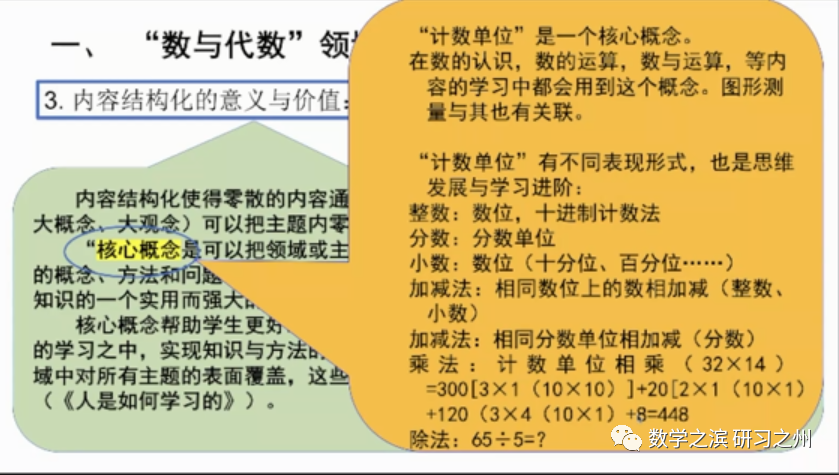 一、 “数与代数”领
3. 内容结构化的意义与价值：
内容结构化使得零散的内容通
大概念、大观念）可以把主题内零
“核心概念是可以把领域或主
的概念、方法和问题
知识的一个实用而强大的
核心概念帮助学生更好
的学习之中，实现知识与方法的
域中对所有主题的表面覆盖，这些
（《人是如何学习的》）。
“计数单位”是一个核心概念。
在数的认识，数的运算，数与运算，等内
容的学习中都会用到这个概念。图形测
量与其也有关联。
“计数单位”有不同表现形式，也是思维
发展与学习进阶：
整数：数位，十进制计数法
分数：分数单位
小数：数位（十分位、百分位……）
加减法：相同数位上的数相加减（整数、
小数）
加减法：相同分数单位相加减（分数）
乘法：计数单位相乘（32×14）
=300[3×1（10×10）]+20[2×1（10×1）
+120（3×4（10×1）+8=448
除法：65÷5=?
数学之滨 研习之州